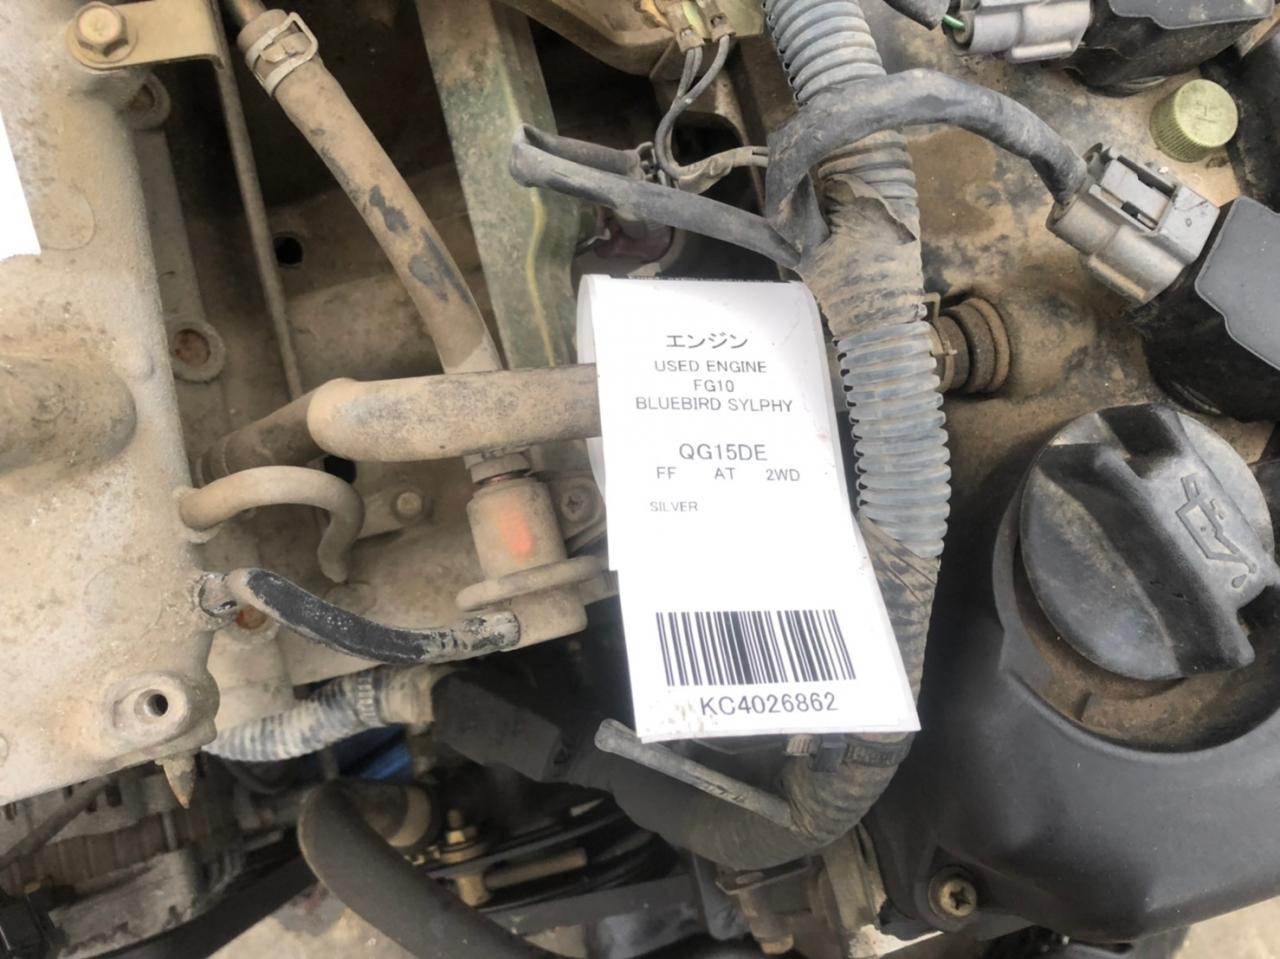 エンジン
USED ENGINE
FG10
BLUEBIRD SYLPHY
QG15DE
FF AT 2WD
SILVER
KC4026862